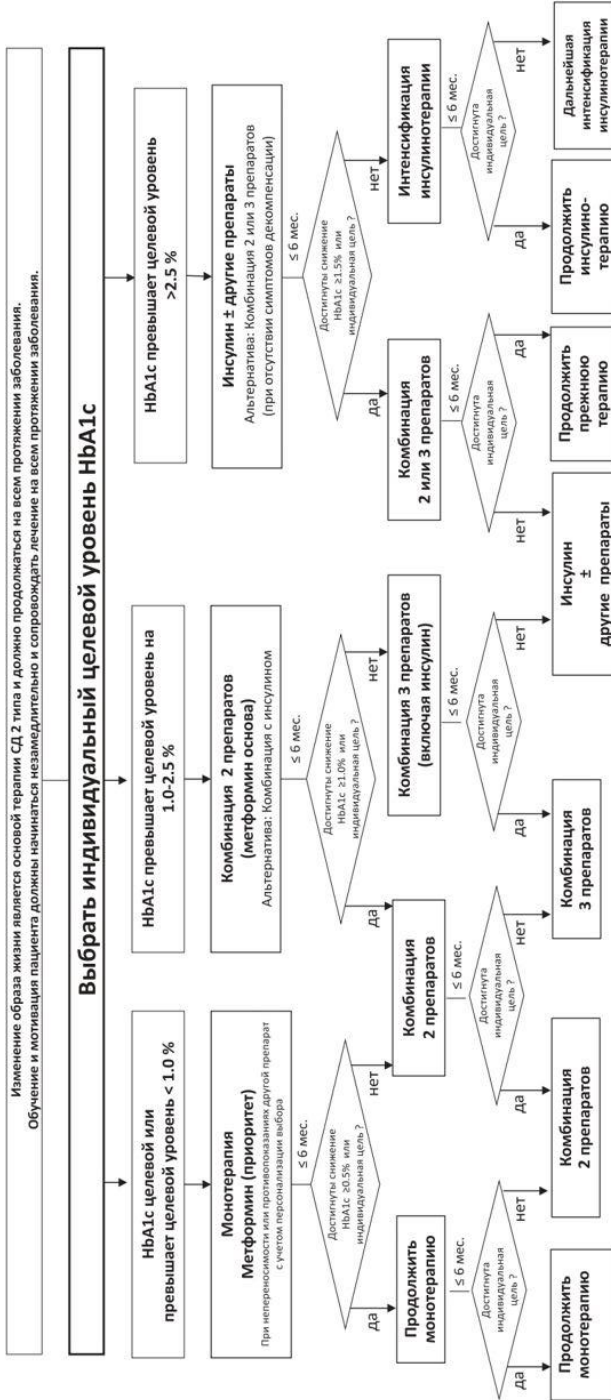 Изменение образа жизни является основой терапии СД 2 типа и должно продолжаться на всем протяжении заболевания.
Обучение и мотивация пациента должны начинаться незамедлительно и сопровождать лечение на всем протяжении заболевания.
Выбрать индивидуальный целевой уровень HbA1c
HbA1c целевой или
превышает целевой уровень < 1.0 %
HbA1c превышает целевой уровень на
1.0-2.5 %
HbA1c превышает целевой уровень
>2.5 %
Монотерапия
Метформин (приоритет)
При непереносимости или противопоказаниях другой препарат
с учетом персонализации выбора
Комбинация 2 препаратов
(метформин основа)
Альтернатива: Комбинация с инсулином
Инсулин ± другие препараты
Альтернатива: Комбинация 2 или 3 препаратов
(при отсутствии симптомов декомпенсации)
≤ 6 мес.
≤ 6 мес.
≤ 6 мес.
Достигнуты снижение
HbA1c ≥0.5% или
индивидуальная цель ?
Достигнуты снижение
HbA1c ≥1.0% или
индивидуальная цель ?
Достигнуты снижение
HbA1c ≥1.5% или
индивидуальная цель ?
да
нет
да
нет
да
нет
Продолжить
монотерапию
Комбинация
2 препаратов
Комбинация 3 препаратов
(включая инсулин)
Комбинация
2 или 3 препаратов
Интенсификация
инсулинотерапии
≤ 6 мес.
≤ 6 мес.
≤ 6 мес.
≤ 6 мес.
≤ 6 мес.
Достигнута
индивидуальная
цель ?
Достигнута
индивидуальная
цель ?
Достигнута
индивидуальная
цель ?
Достигнута
индивидуальная
цель ?
Достигнута
индивидуальная
цель ?
да
нет
да
нет
да
нет
нет
да
да
нет
Продолжить
монотерапию
Комбинация
2 препаратов
Комбинация
3 препаратов
Инсулин
±
другие препараты
Продолжить
прежнюю
терапию
Продолжить
инсулино-
терапию
Дальнейшая
интенсификация
инсулинотерапии